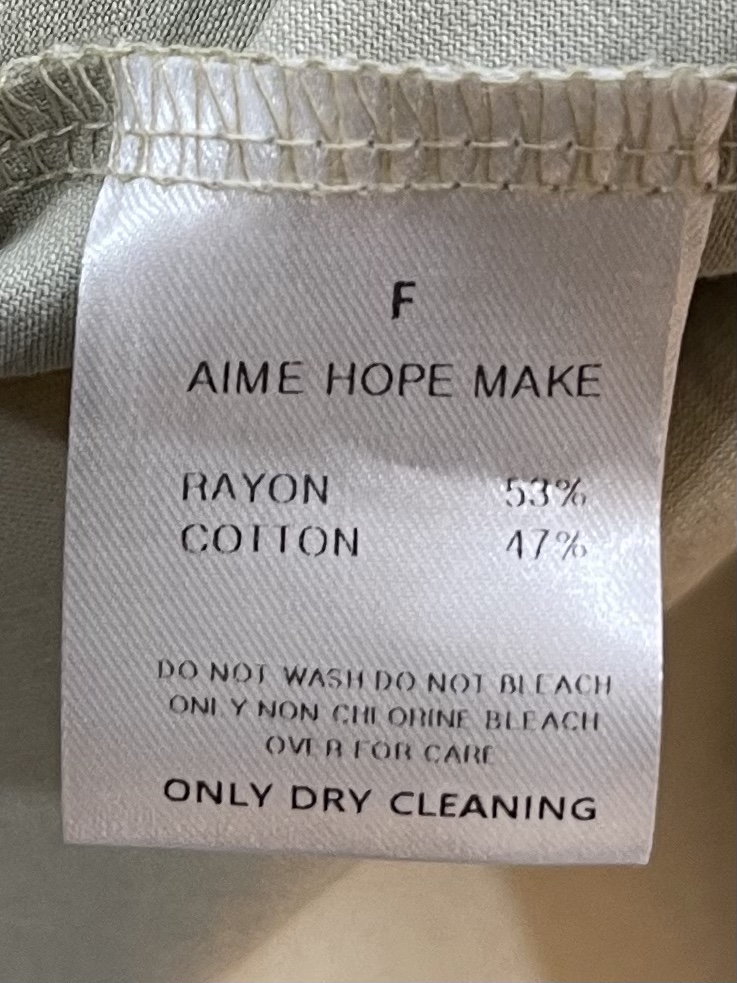 F
AIME HOPE MAKE
RAYON 53%
COTTON 47%
DO NOT WASH DO NOT BLEACH
ONLY NON CHLORINE BLEACH
OVER FOR CARE
ONLY DRY CLEANING